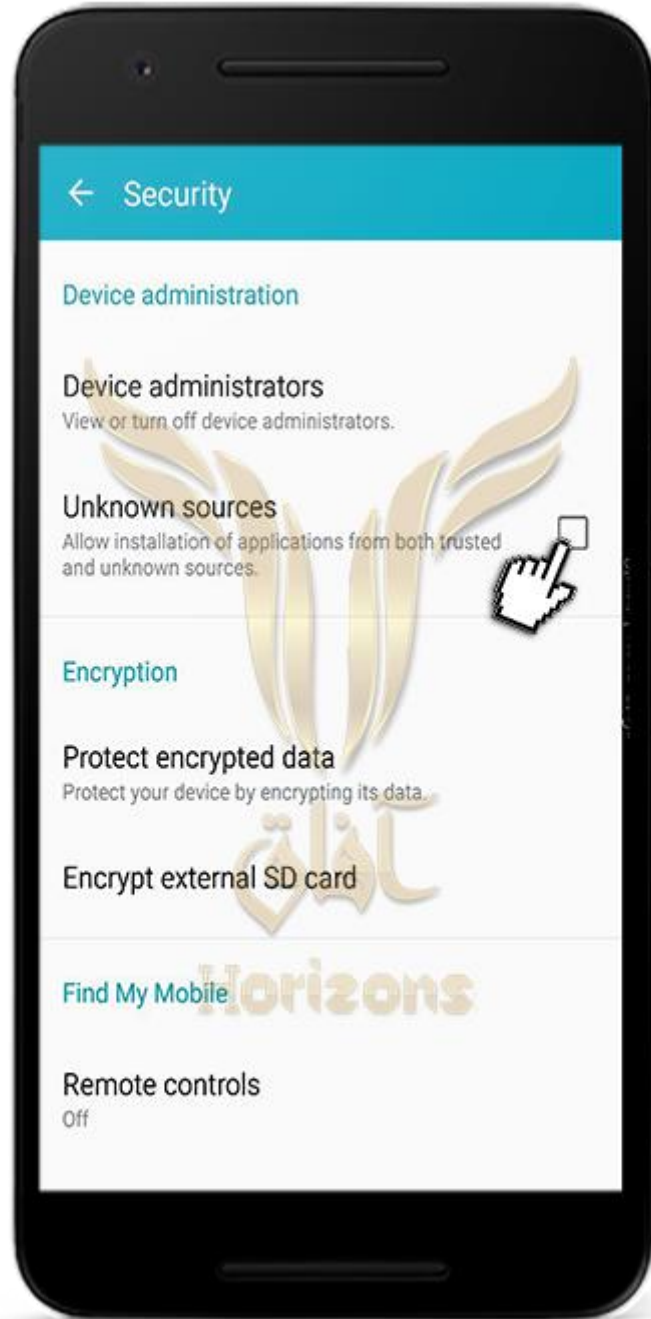 Security
Device administration
Device administrators
View or turn off device administrators.
Unknown sources
Allow installation of applications from both trusted
and unknown sources.
Encryption
Protect encrypted data
Protect your device by encrypting its data.
آفاق
Encrypt external SD card
Horizons
Find My Mobile
Remote controls
Off